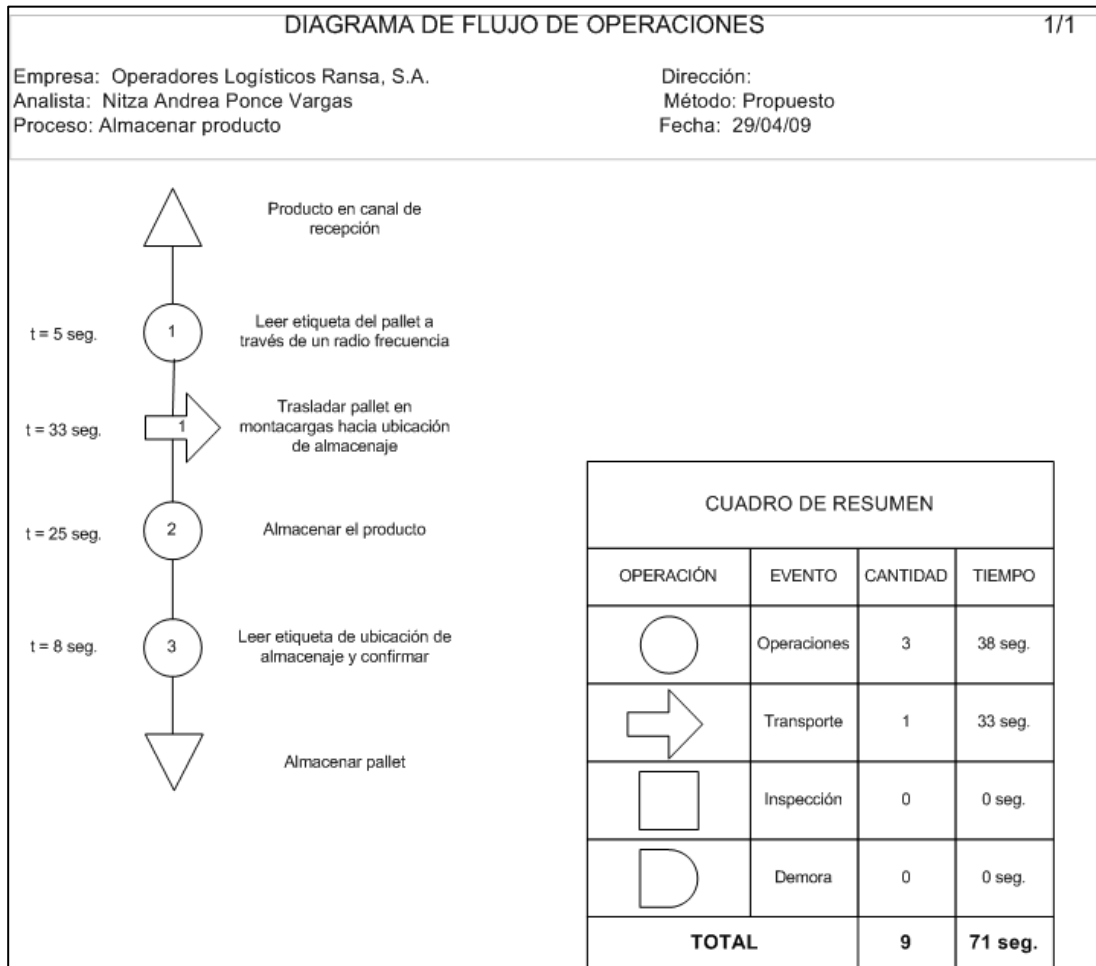 DIAGRAMA DE FLUJO DE OPERACIONES 1/1
Empresa: Operadores Logísticos Ransa, S.A. Dirección:
Analista: Nitza Andrea Ponce Vargas Método: Propuesto
Proceso: Almacenar producto Fecha: 29/04/09
Producto en canal de
recepción
t = 5 seg. 1 Leer etiqueta del pallet a
través de un radio frecuencia
t = 33 seg. 1 Trasladar pallet en
montacargas hacia ubicación
de almacenaje
t = 25 seg. 2 Almacenar el producto
t = 8 seg. 3 Leer etiqueta de ubicación de
almacenaje y confirmar
Almacenar pallet
CUADRO DE RESUMEN
OPERACIÓN EVENTO CANTIDAD TIEMPO
Operaciones 3 38 seg.
Transporte 1 33 seg.
Inspección 0 0 seg.
Demora 0 0 seg.
TOTAL 9 71 seg.